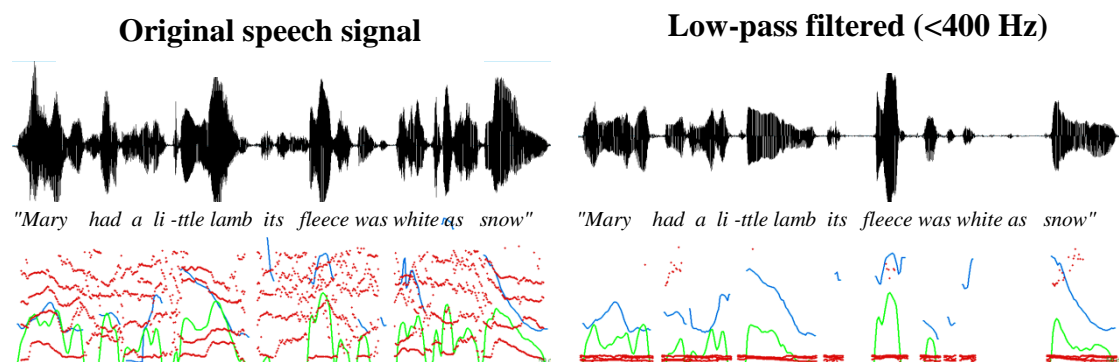 Original speech signal
Low-pass filtered (<400 Hz)
"Mary had a li -ttle lamb its fleece was white as snow"
"Mary had a li -ttle lamb its fleece was white as snow"